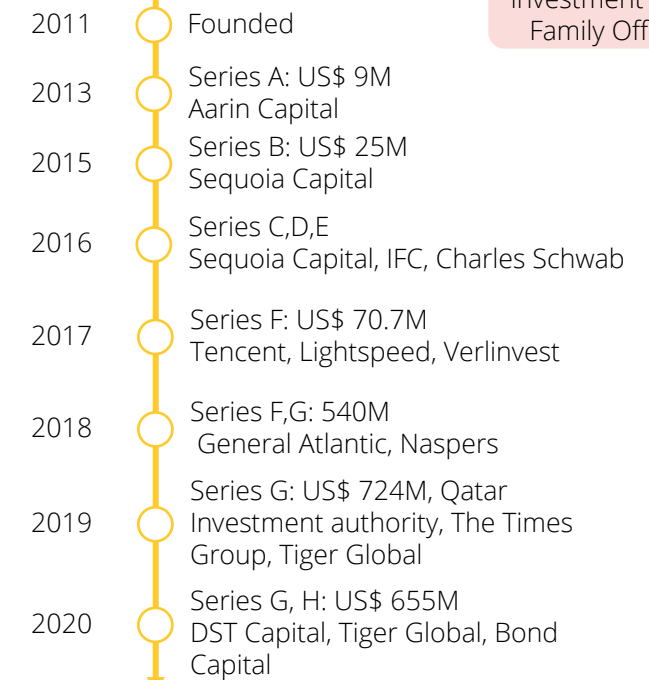 Investment
Family Off
2011
Founded
2013
Series A: US$ 9M
Aarin Capital
2015
Series B: US$ 25M
Sequoia Capital
2016
Series C,D,E
Sequoia Capital, IFC, Charles Schwab
2017
Series F: US$ 70.7M
Tencent, Lightspeed, Verlinvest
2018
Series F,G: 540M
General Atlantic, Naspers
2019
Series G: US$ 724M, Qatar
Investment authority, The Times
Group, Tiger Global
2020
Series G, H: US$ 655M
DST Capital, Tiger Global, Bond
Capital